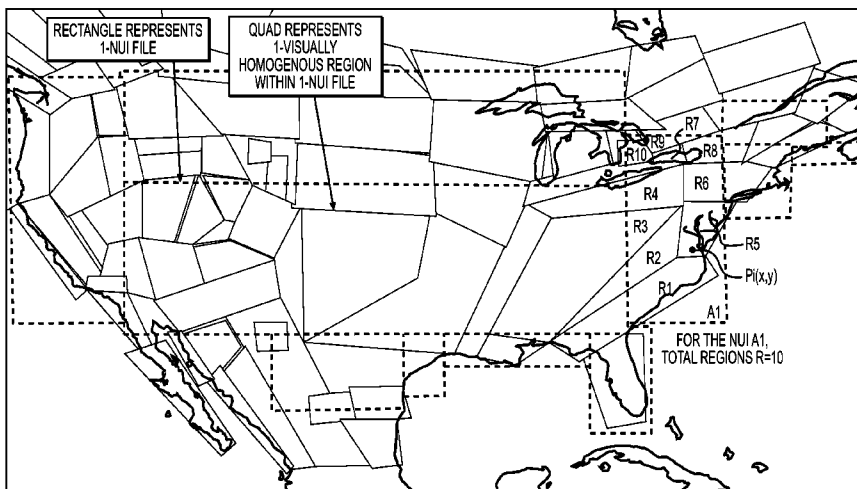 RECTANGLE REPRESENTS
1-NUI FILE
QUAD REPRESENTS
1-VISUALLY
HOMOGENOUS REGION
WITHIN 1-NUI FILE
R7
R9
R10
R8
R4
R6
R3
R5
R2
Pi(x,y)
R1
A1
FOR THE NUI A1,
TOTAL REGIONS R=10